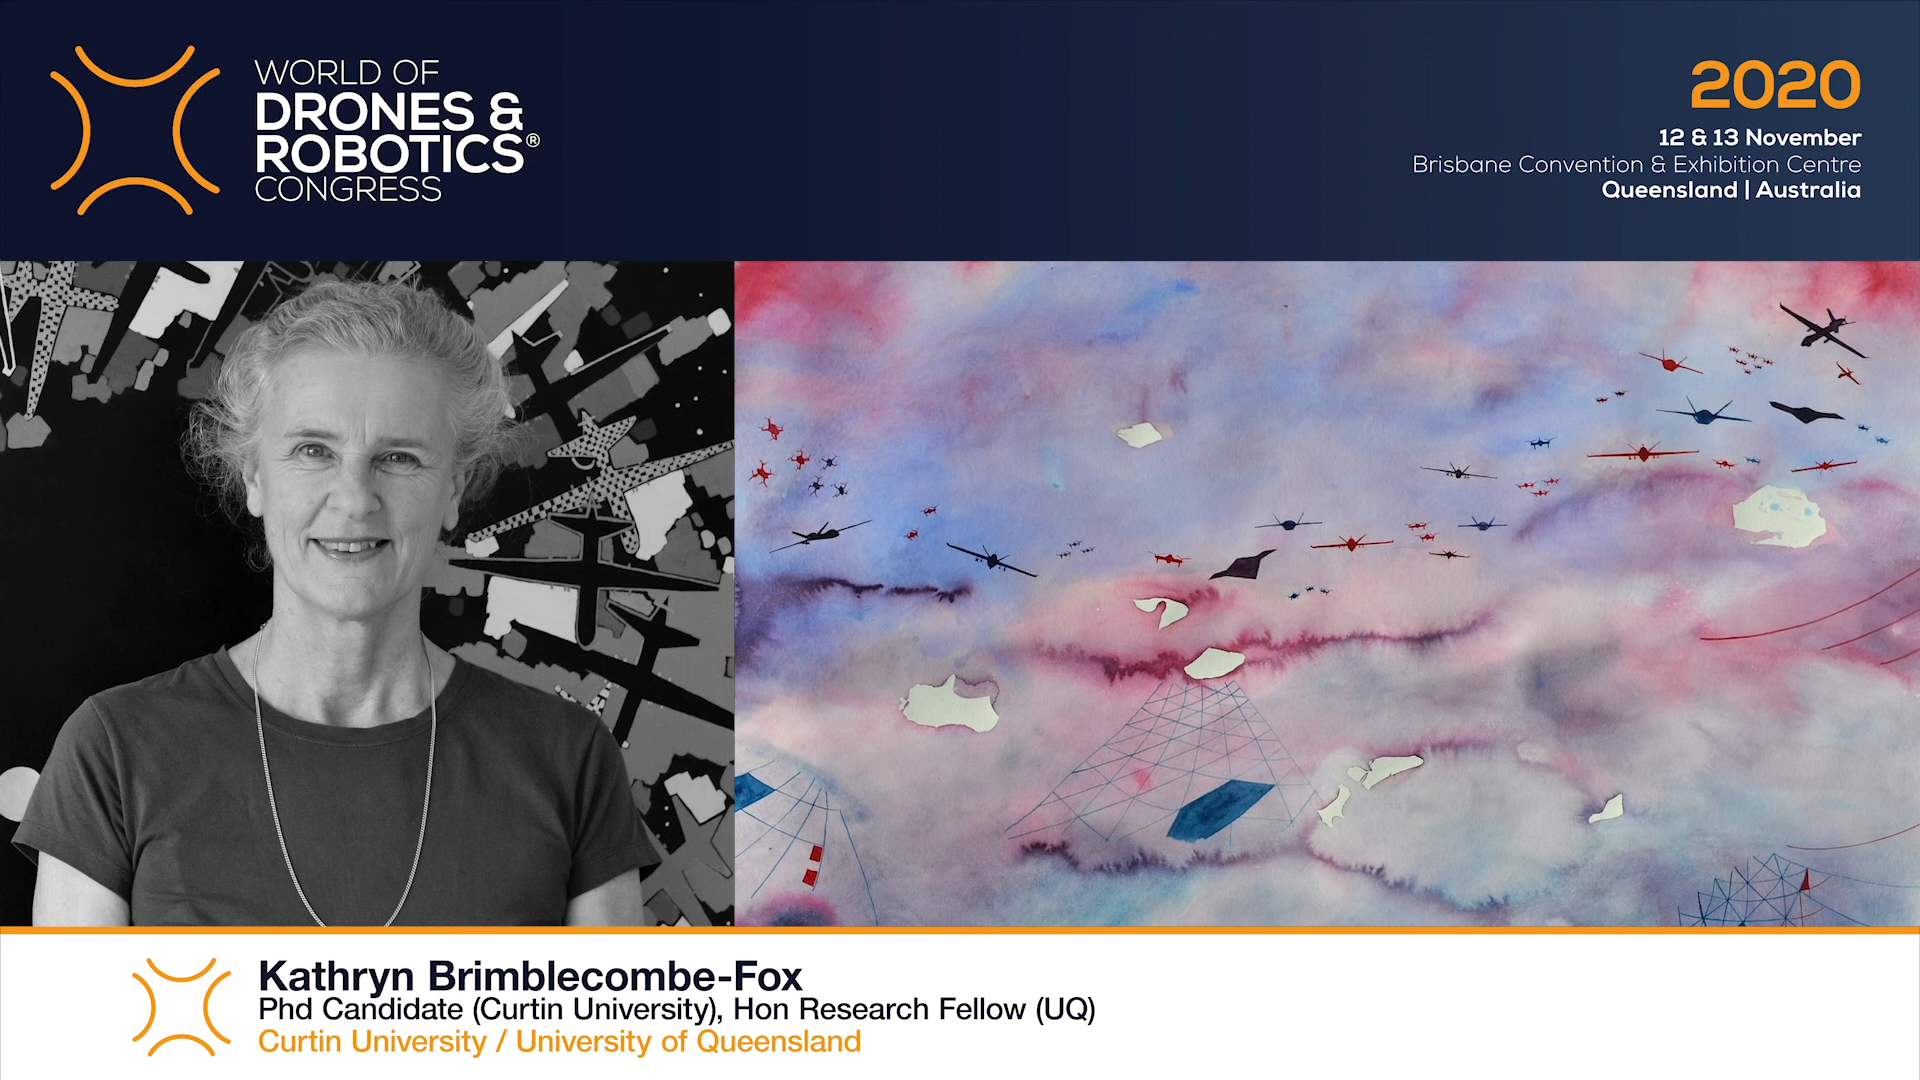 WORLD OF
DRONES &
ROBOTICS®
CONGRESS
2020
12 & 13 November
Brisbane Convention & Exhibition Centre
Queensland | Australia
Kathryn Brimblecombe-Fox
Phd Candidate (Curtin University), Hon Research Fellow (UQ)
Curtin University / University of Queensland